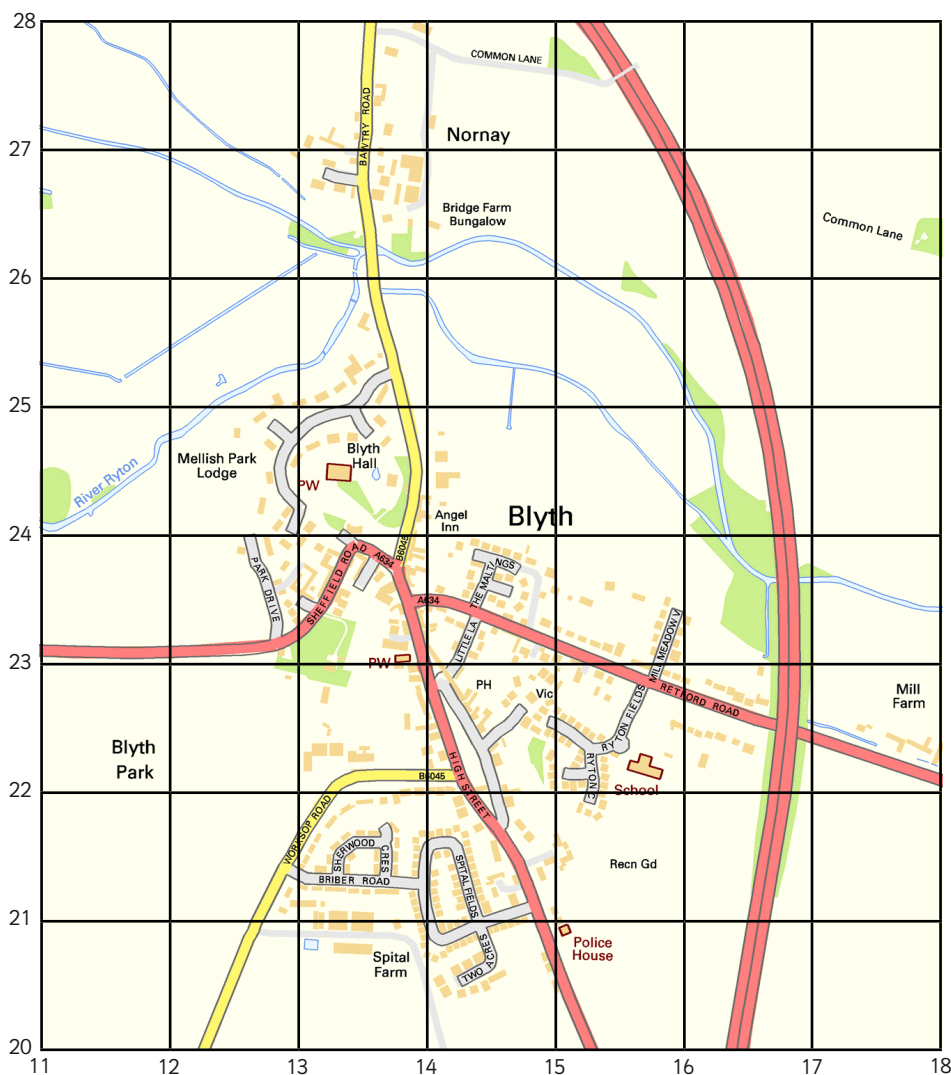 28
COMMON LANE
BAWTRY ROAD
Nornay
27
Bridge Farm
Bungalow
Common Lane
26
25
Mellish Park
Lodge
Blyth
Hall
River Ryton
PW
Angel
Inn
Blyth
24
B6045
SHEFFIELD ROAD
A634
PARK DRIVE
THE MALTINGS
A634
LITTLE LA
MILL MEADOW V
23
PW
PH
Vic
RETFORD ROAD
RYTON FIELDS
Mill
Farm
Blyth
Park
HIGH STREET
RYTON C
B6045
School
22
WORKSOP ROAD
SHERWOOD
CRES
BRIBER ROAD
SPITAL FIELDS
Recn Gd
21
Police
House
Spital
Farm
TWO ACRES
20
11
12
13
14
15
16
17
18